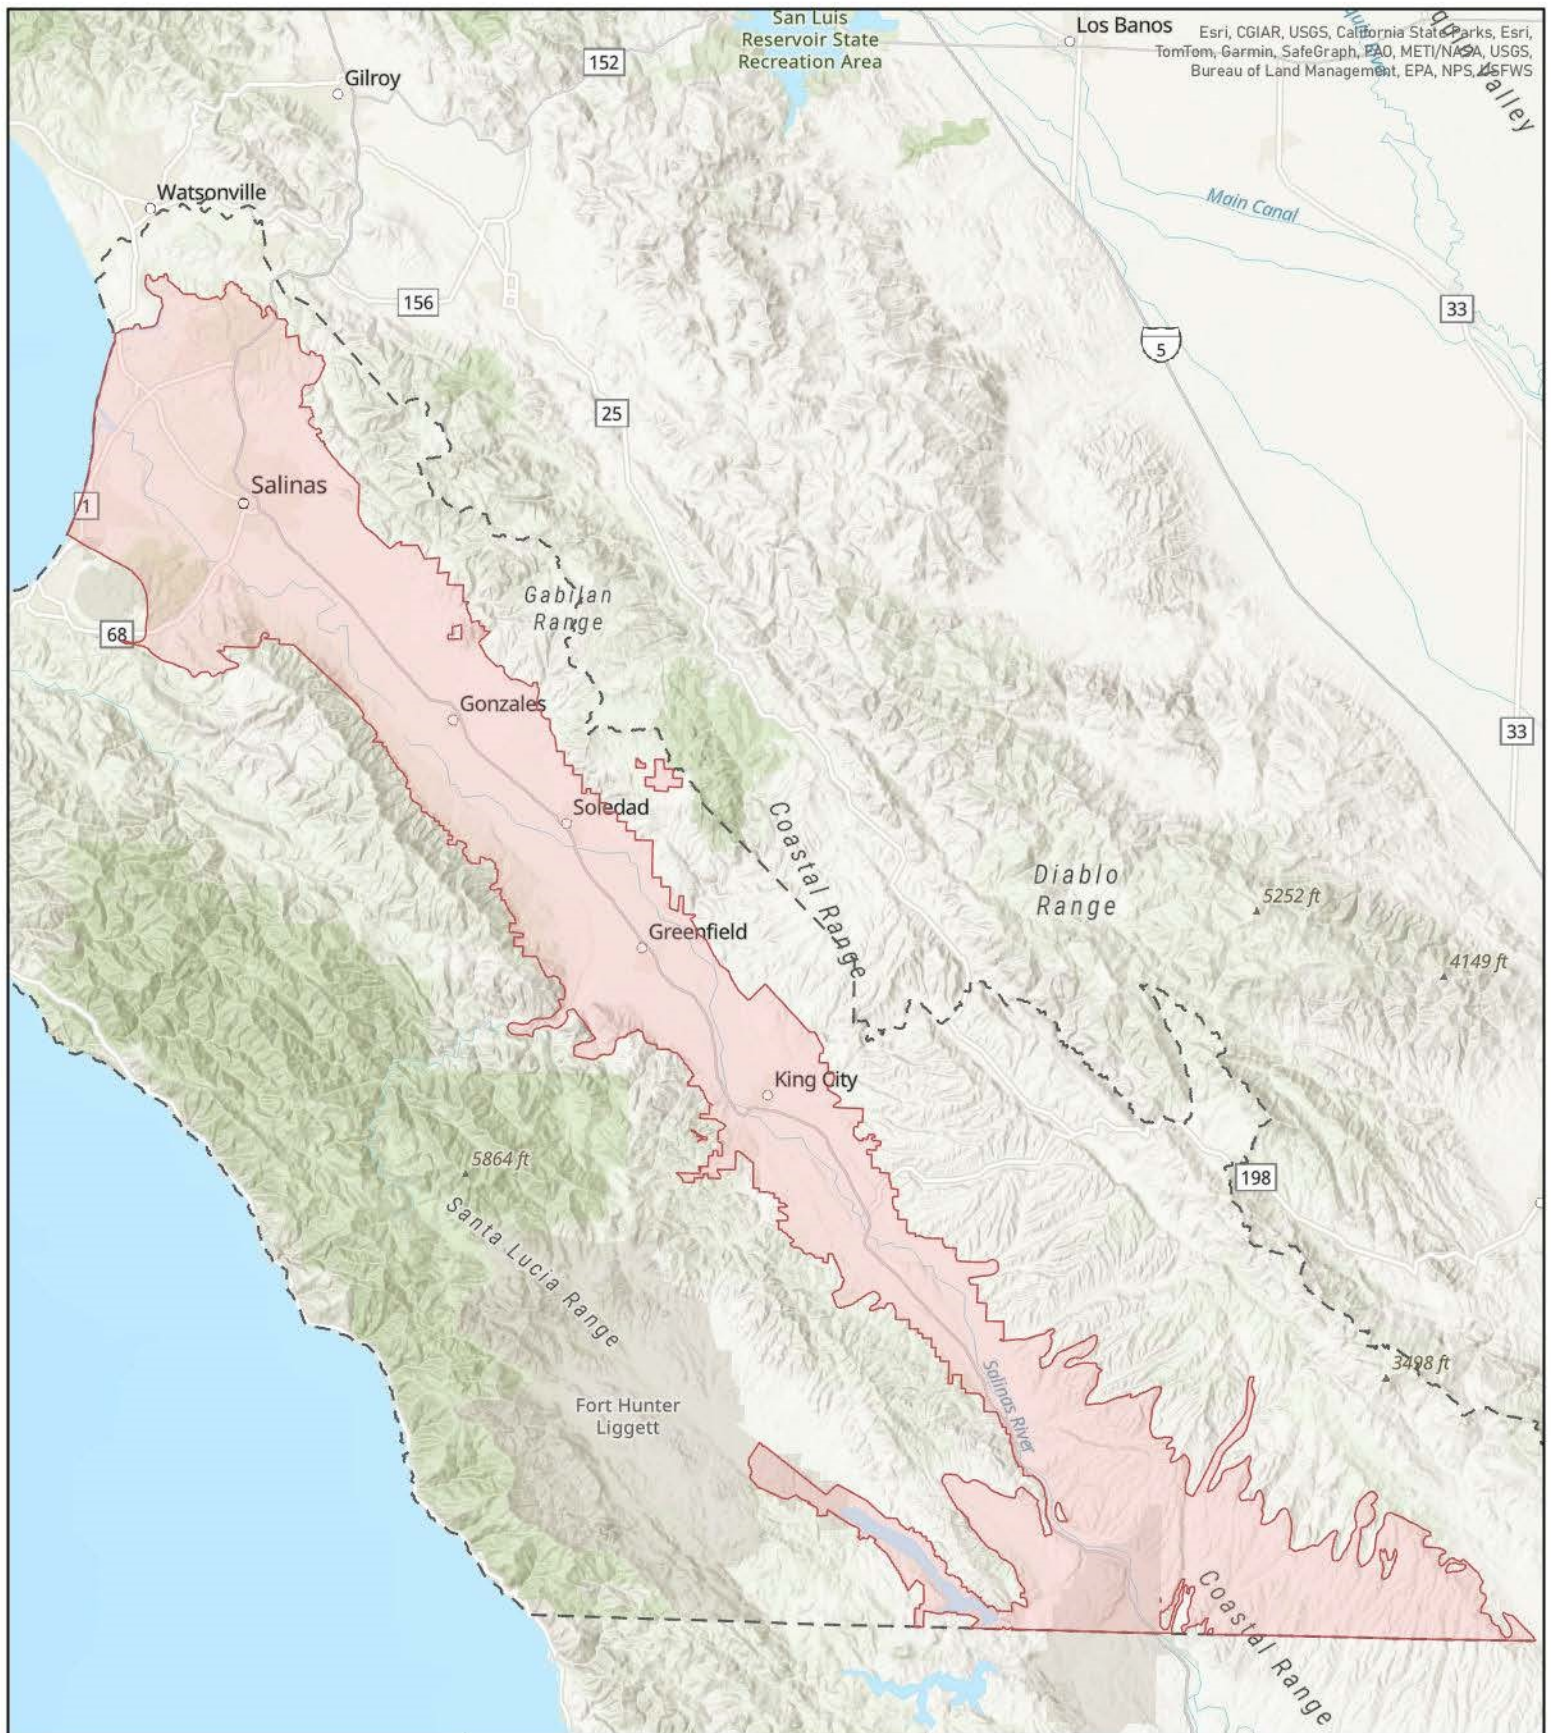 San Luis
Reservoir State
Recreation Area
Los Banos
Esri, CGIAR, USGS, California State Parks, Esri,
TomTom, Garmin, SafeGraph, FAO, METI/NASA, USGS,
Bureau of Land Management, EPA, NPS, USFWS
Valley
152
Gilroy
Watsonville
Main Canal
156
33
5
25
Salinas
1
Gabilan
Range
68
Gonzales
33
Soledad
Coastal Range
Diablo
Range
5252 ft
Greenfield
4149 ft
King City
5864 ft
198
Santa Lucia Range
3498 ft
Salinas River
Fort Hunter
Liggett
Coastal Range